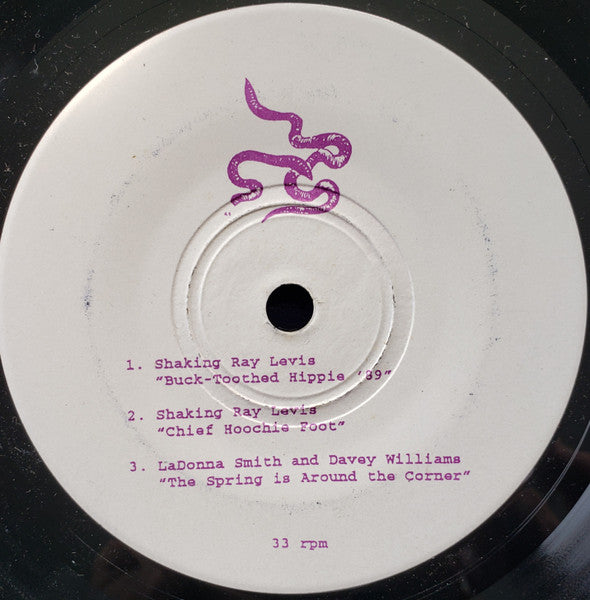 1. Shaking Ray Levis
"Buck-Toothed Hippie '89"
2. Shaking Ray Levis
"Chief Hoochie Foot"
3. LaDonna Smith and Davey Williams
"The Spring is Around the Corner"
33 rpm